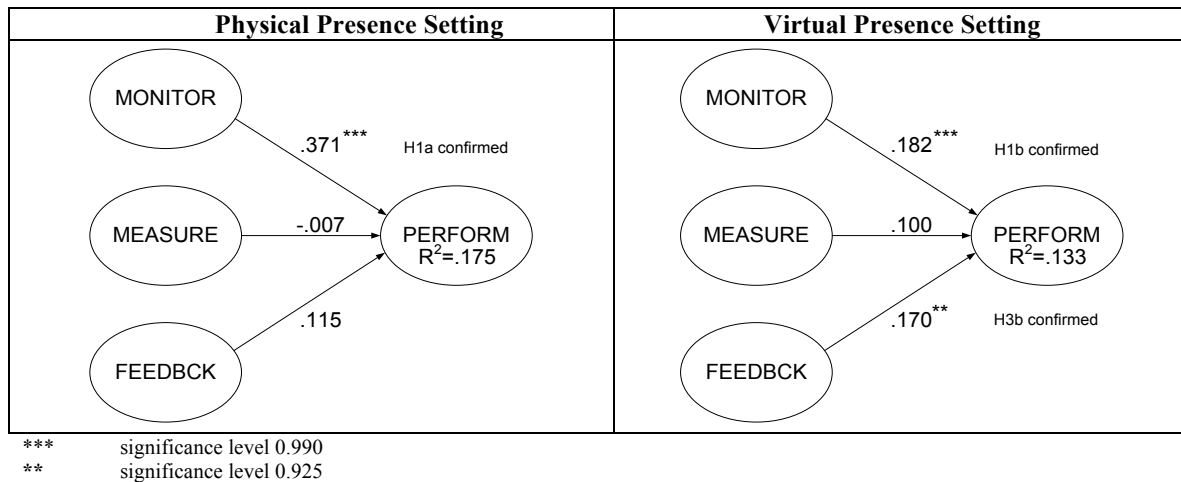 Physical Presence Setting
MONITOR
.371***
H1a confirmed
MEASURE
-.007
PERFORM
R²=.175
.115
FEEDBCK
Virtual Presence Setting
MONITOR
.182***
H1b confirmed
MEASURE
.100
PERFORM
R²=.133
.170**
H3b confirmed
FEEDBCK
*** significance level 0.990
** significance level 0.925